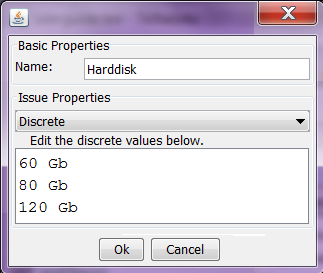 Basic Properties
Name: Harddisk
Issue Properties
Discrete
Edit the discrete values below.
60 Gb
80 Gb
120 Gb
Ok Cancel